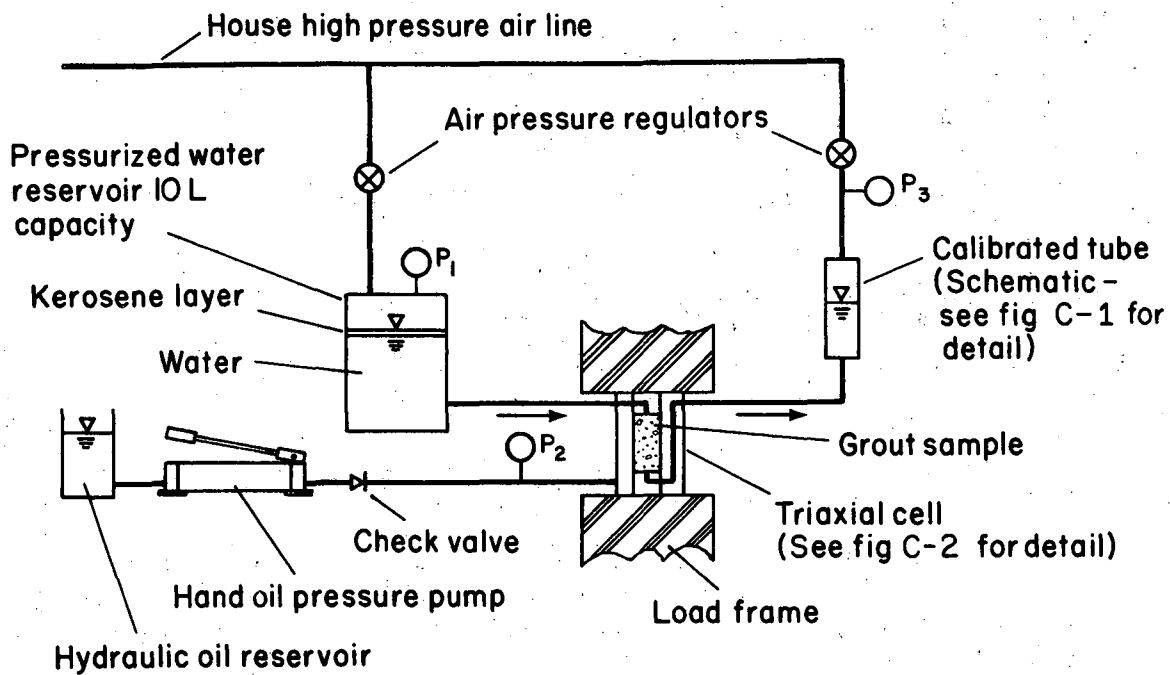 House high pressure air line
Air pressure regulators
Pressurized water
reservoir 10 L
capacity
P1
P3
Kerosene layer
Calibrated tube
(Schematic-
see fig C-1 for
detail)
Water
P2
Grout sample
Check valve
Triaxial cell
(See fig C-2 for detail)
Hand oil pressure pump
Load frame
Hydraulic oil reservoir